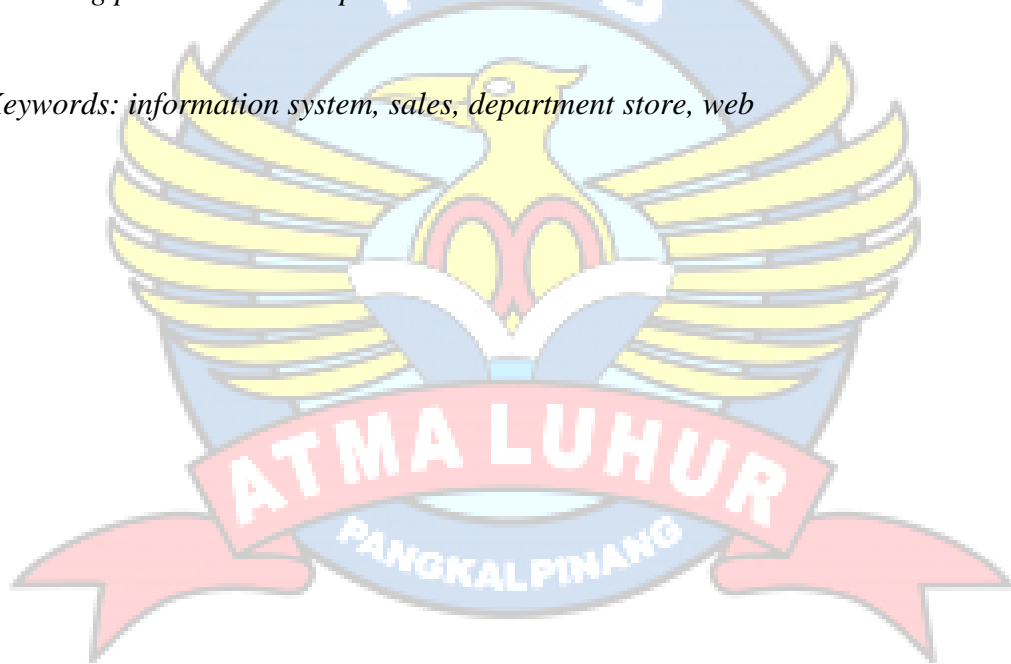 Keywords: information system, sales, department store, web
ATMA LUHUR
PANGKALPINANG